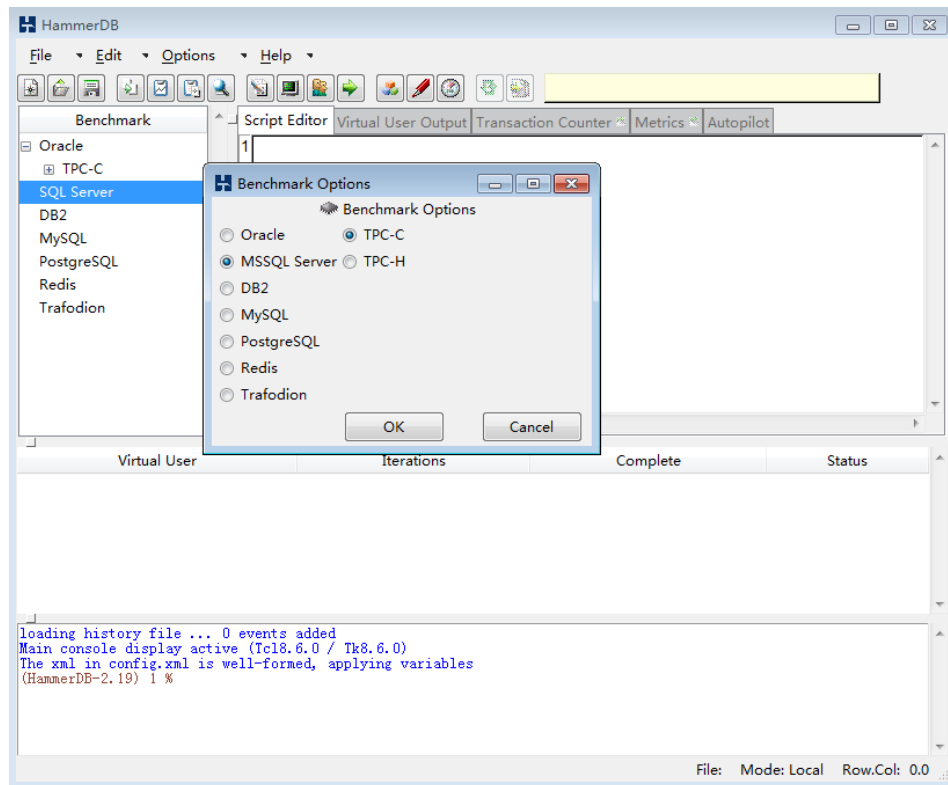 HammerDB
File Edit Options Help
Benchmark
Script Editor Virtual User Output Transaction Counter Metrics Autopilot
Oracle
1
TPC-C
SQL Server
DB2
MySQL
PostgreSQL
Redis
Trafodion
Benchmark Options
Benchmark Options
Oracle TPC-C
MSSQL Server TPC-H
DB2
MySQL
PostgreSQL
Redis
Trafodion
OK Cancel
Virtual User Iterations Complete Status
loading history file ... 0 events added
Main console display active (Tcl8.6.0 / Tk8.6.0)
The xml in config.xml is well-formed, applying variables
(HammerDB-2.19) 1 %
File: Mode: Local Row.Col: 0.0